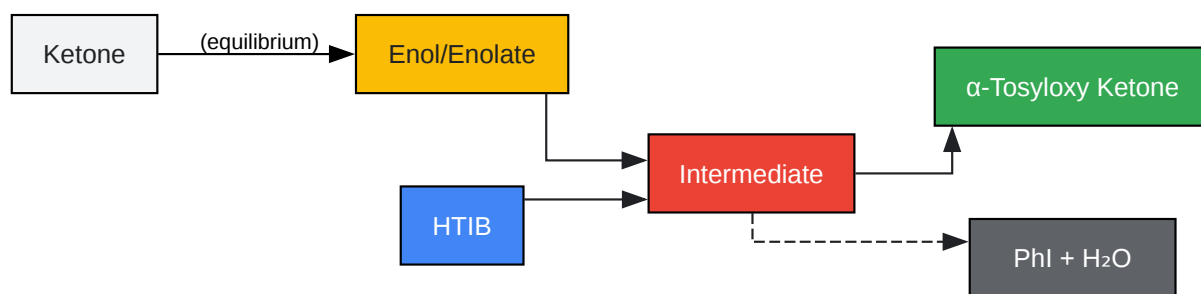 Ketone
(equilibrium)
Enol/Enolate
α-Tosyloxy Ketone
Intermediate
HTIB
PhI + H₂O